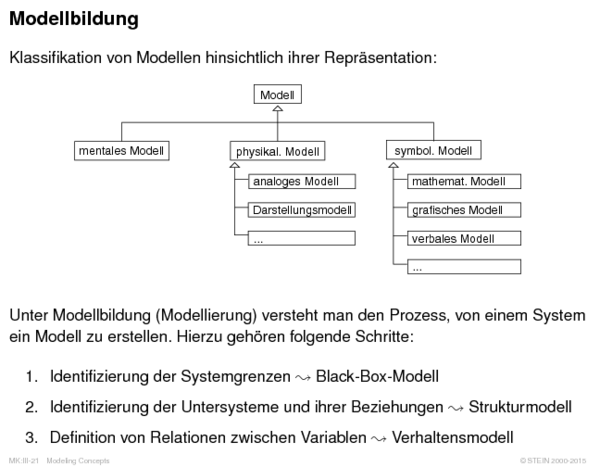 Modellbildung
Klassifikation von Modellen hinsichtlich ihrer Repräsentation:
Modell
mentales Modell
physikal. Modell
symbol. Modell
analoges Modell
Darstellungsmodell
...
mathemat. Modell
grafisches Modell
verbales Modell
...
Unter Modellbildung (Modellierung) versteht man den Prozess, von einem System
ein Modell zu erstellen. Hierzu gehören folgende Schritte:
1. Identifizierung der Systemgrenzen ⤳ Black-Box-Modell
2. Identifizierung der Untersysteme und ihrer Beziehungen ⤳ Strukturmodell
3. Definition von Relationen zwischen Variablen ⤳ Verhaltensmodell
MK:III-21 Modeling Concepts
© STEIN 2000-2015